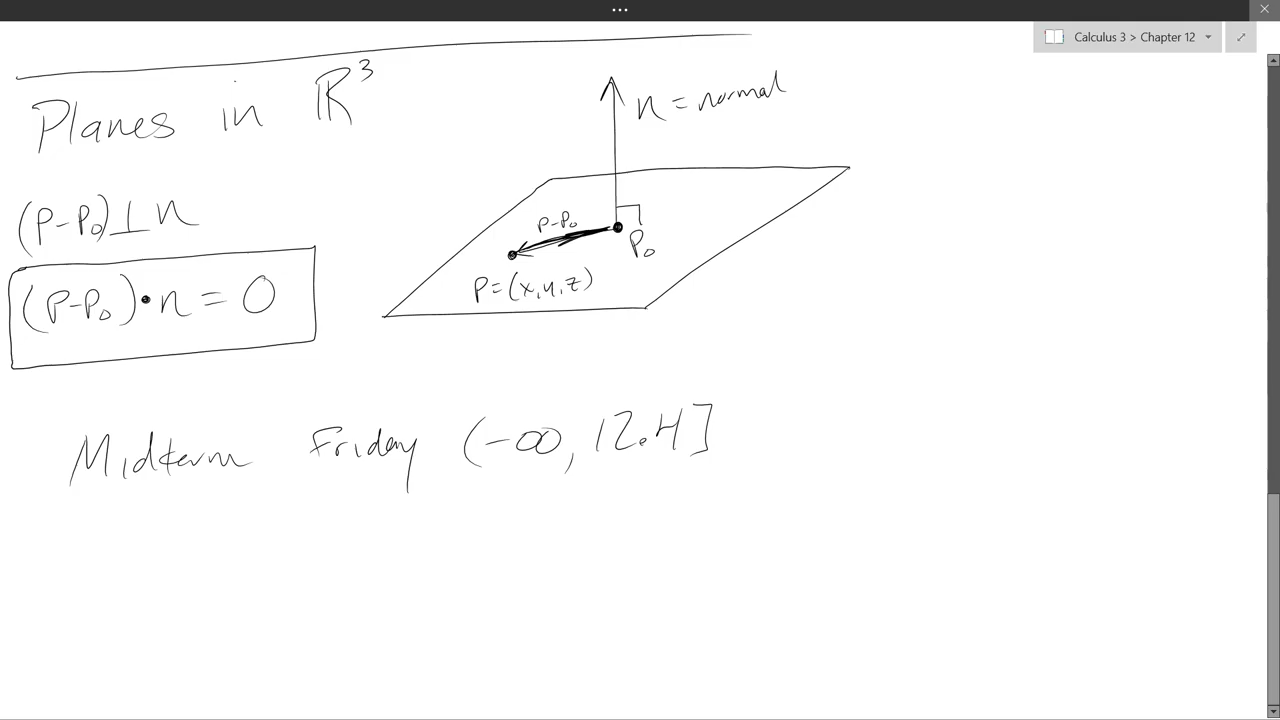 Calculus 3 > Chapter 12
Planes in ℝ³
n = normal
(P-P₀)⊥n
P-P₀
P₀
P=(x,y,z)
(P-P₀)•n = 0
Midterm Friday (-∞, 12.4]